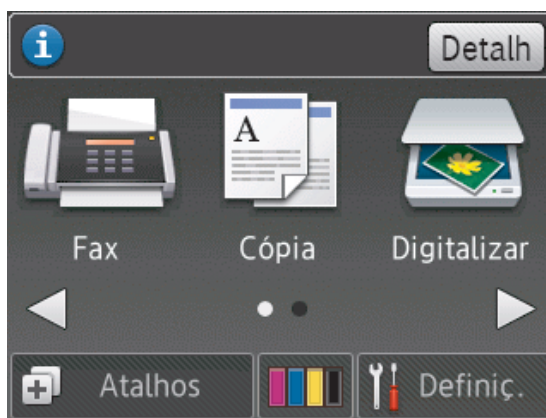 Detalh
Fax
Cópia
Digitalizar
Atalhos
Definiç.